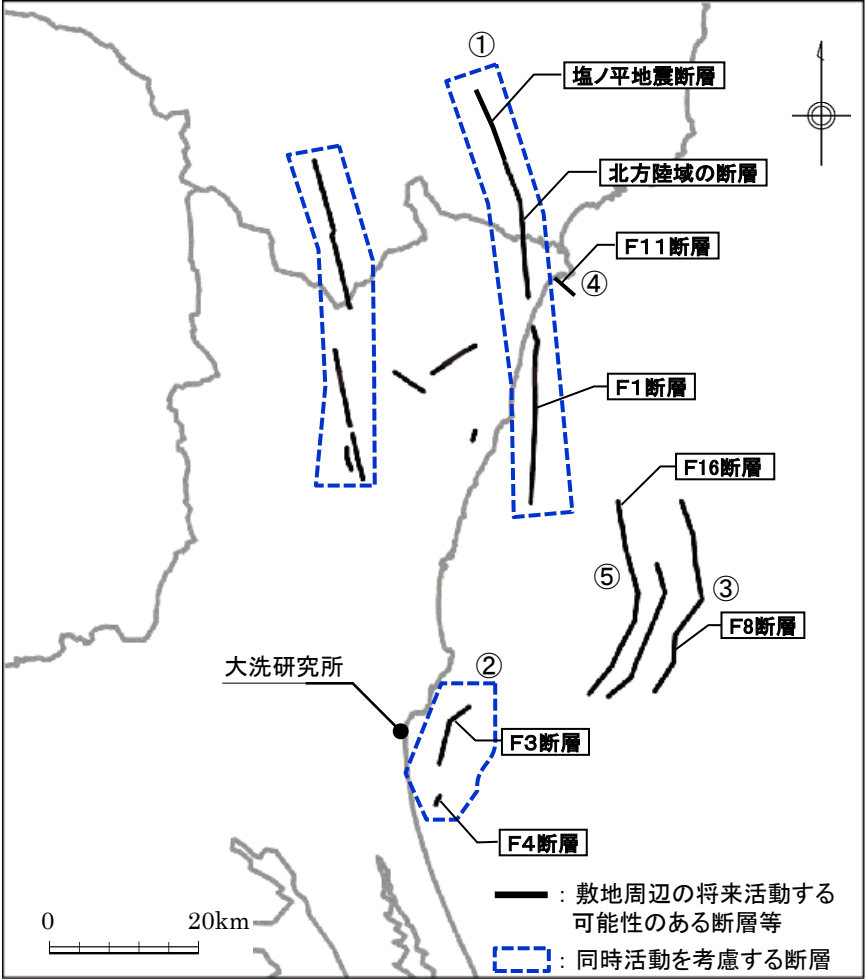 ①
塩ノ平地震断層
北方陸域の断層
F11断層
④
F1断層
F16断層
⑤
③
F8断層
大洗研究所
②
F3断層
F4断層
0 20km
: 敷地周辺の将来活動する
可能性のある断層等
: 同時活動を考慮する断層